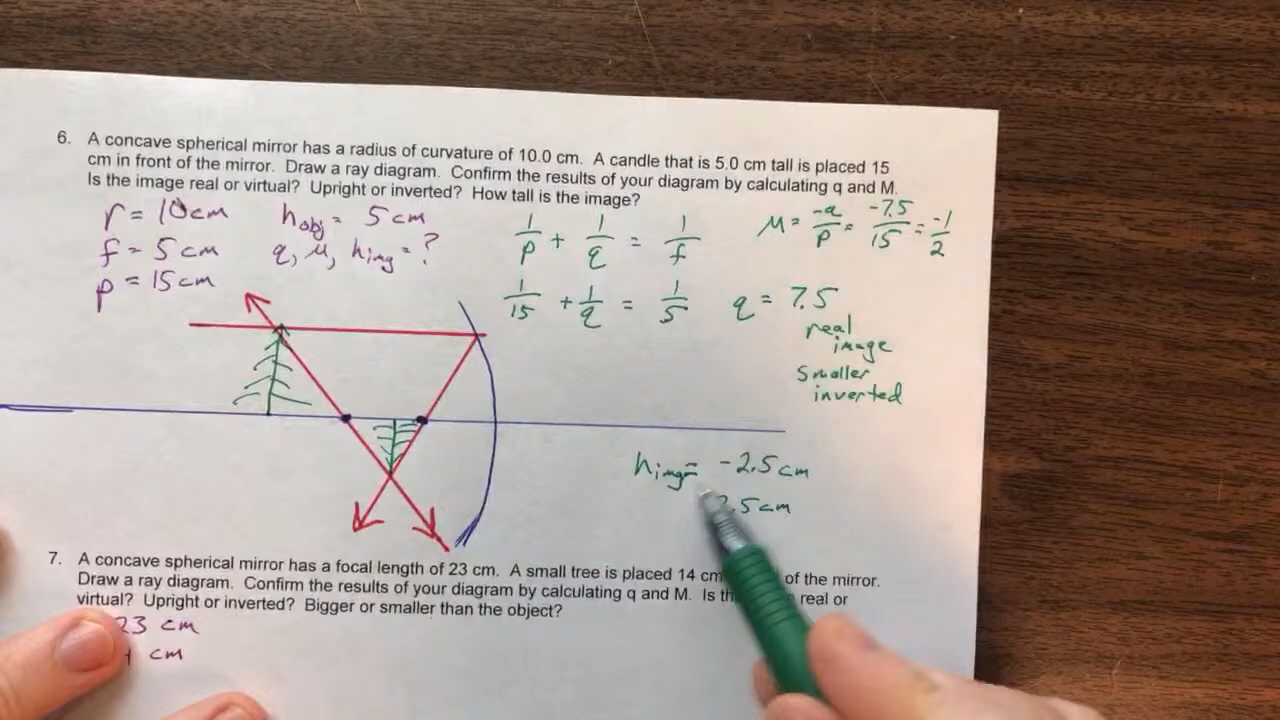 6. A concave spherical mirror has a radius of curvature of 10.0 cm. A candle that is 5.0 cm tall is placed 15
cm in front of the mirror. Draw a ray diagram. Confirm the results of your diagram by calculating q and M.
Is the image real or virtual? Upright or inverted? How tall is the image?
r = 10cm
f = 5cm
p = 15cm
hobj = 5cm
q, M, himg = ?
1/p + 1/q = 1/f
1/15 + 1/q = 1/5
M = -q/p = -7.5/15 = -1/2
q = 7.5
real
image
smaller
inverted
himg = -2.5cm
.5cm
7. A concave spherical mirror has a focal length of 23 cm. A small tree is placed 14 cm of the mirror.
Draw a ray diagram. Confirm the results of your diagram by calculating q and M. Is the real or
virtual? Upright or inverted? Bigger or smaller than the object?
23 cm
cm